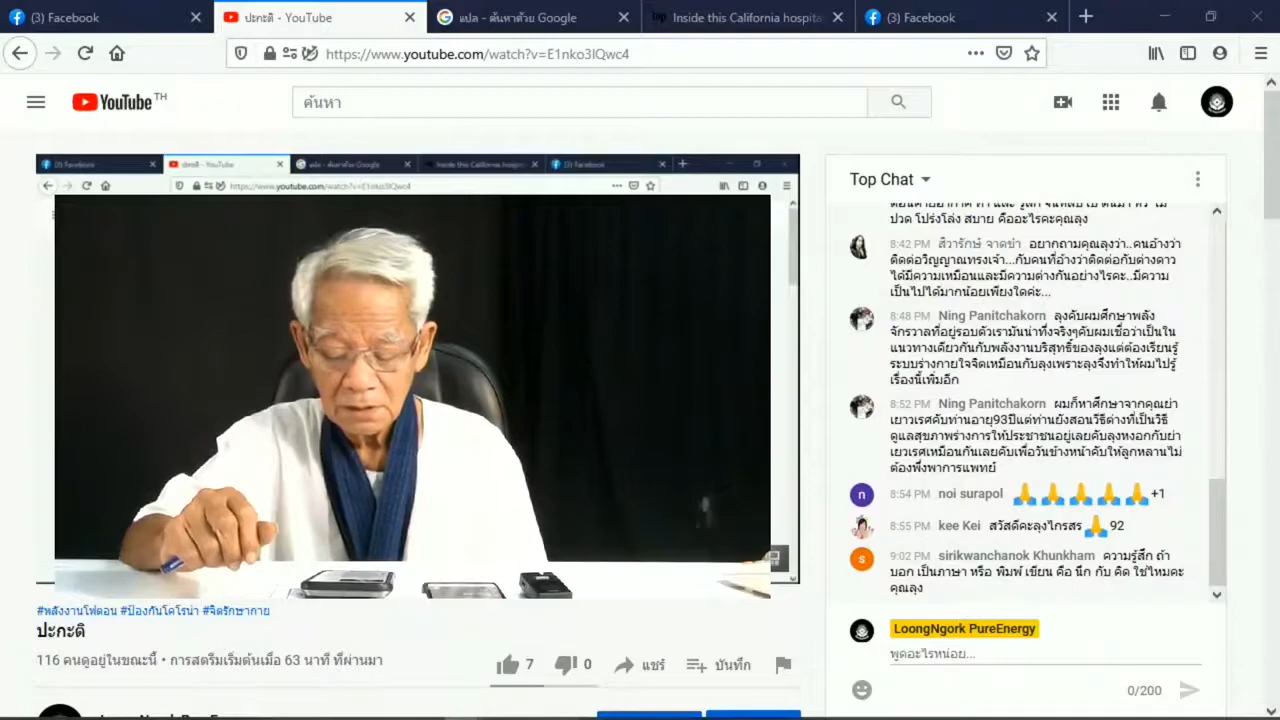 (3) Facebook
ปะกะติ - YouTube
แปล - ค้นหาด้วย Google
Inside this California hospita
(3) Facebook
https://www.youtube.com/watch?v=E1nko3IQwc4
YouTube TH
ค้นหา
(3) Facebook
ปะกะติ - YouTube
แปล - ค้นหาด้วย Google
Inside this California hospita
(3) Facebook
https://www.youtube.com/watch?v=E1nko3IQwc4
Top Chat
ปวด โปร่งโล่ง สบาย คืออะไรคะคุณลุง
8:42 PM สิวารักษ์ จาดขำ อยากถามคุณลุงว่า..คนอ้างว่า
ติดต่อวิญญาณทรงเจ้า...กับคนที่อ้างว่าติดต่อกับต่างดาว
ได้มีความเหมือนและมีความต่างกันอย่างไรคะ..มีความ
เป็นไปได้มากน้อยเพียงใดค่ะ...
8:48 PM Ning Panitchakorn ลุงคับผมศึกษาพลัง
จักรวาลที่อยู่รอบตัวเรามันน่าทึ่งจริงๆคับผมเชื่อว่าเป็นใน
แนวทางเดียวกันกับพลังงานบริสุทธิ์ของลุงแต่ต้องเรียนรู้
ระบบร่างกายใจจิตเหมือนกับลุงเพราะลุงจึงทำให้ผมไปรู้
เรื่องนี้เพิ่มอีก
8:52 PM Ning Panitchakorn ผมก็หาศึกษาจากคุณย่า
เยาวเรศคับท่านอายุ93ปีแต่ท่านยังสอนวิธีต่างที่เป็นวิธี
ดูแลสุขภาพร่างการให้ประชาชนอยู่เลยคับลุงหงอกกับย่า
เยวเรศเหมือนกันเลยคับเพื่อวันข้างหน้าคับให้ลูกหลานไม่
ต้องพึ่งพาการแพทย์
n 8:54 PM noi surapol 🙏🙏🙏🙏🙏 +1
8:55 PM kee Kei สวัสดีคะลุงไกรสร 🙏 92
s 9:02 PM sirikwanchanok Khunkham ความรู้สึก ถ้า
บอก เป็นภาษา หรือ พิมพ์ เขียน คือ นึก กับ คิด ใช่ไหมคะ
คุณลุง
LoongNgork PureEnergy
พูดอะไรหน่อย...
0/200
#พลังงานโฟตอน #ป้องกันโคโรน่า #จิตรักษากาย
ปะกะติ
116 คนดูอยู่ในขณะนี้ • การสตรีมเริ่มต้นเมื่อ 63 นาที ที่ผ่านมา
7
0
แชร์
บันทึก